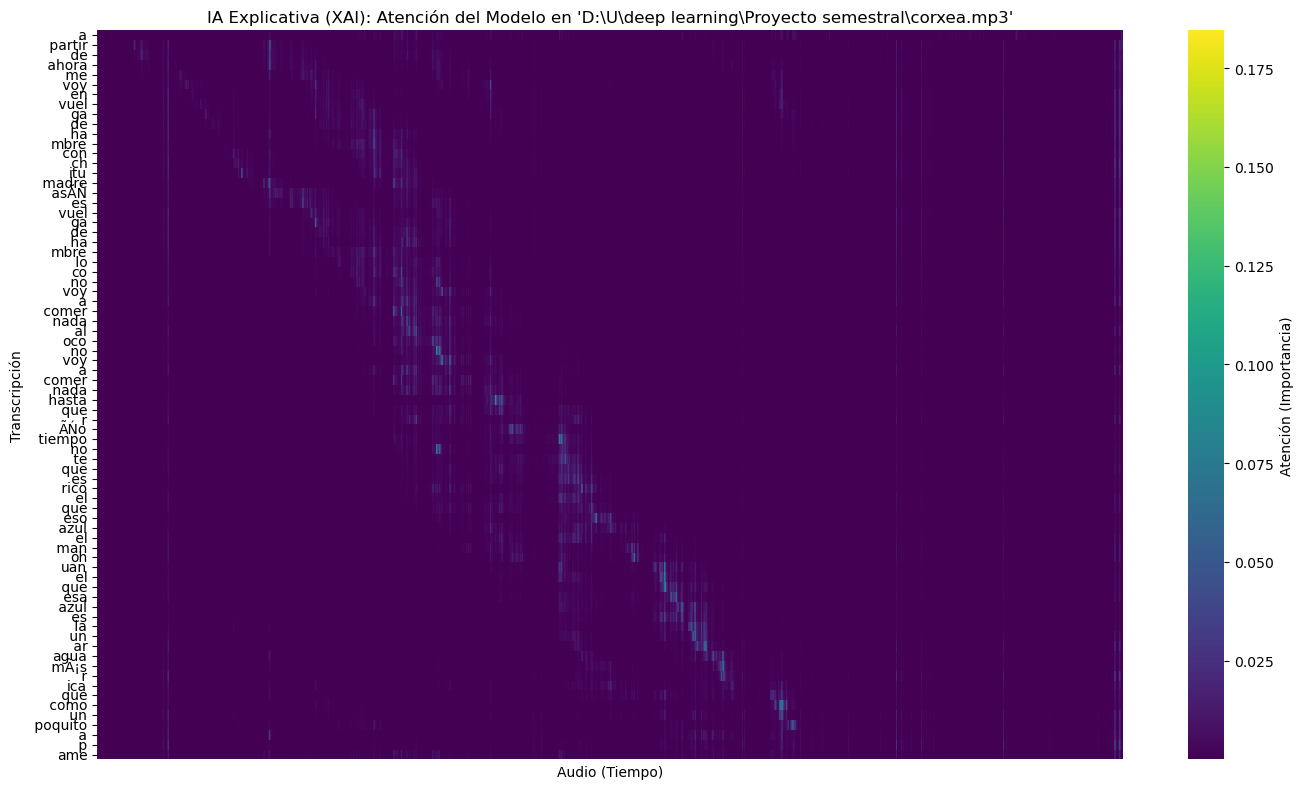 IA Explicativa (XAI): Atención del Modelo en 'D:\U\deep learning\Proyecto semestral\corxea.mp3'
a
partir
de
ahora
me
voy
en
vuel
ga
de
ha
mbre
con
ch
itu
madre
asÃŃ
es
vuel
ga
de
ha
mbre
lo
co
no
voy
a
comer
nada
al
oco
no
voy
a
comer
nada
hasta
que
r
tiempo
no
te
que
es
rico
el
que
eso
azul
el
man
on
uan
el
que
esa
azul
es
la
un
ar
agua
mÃ¡s
r
ica
que
como
un
poquito
a
p
ame
Transcripción
Audio (Tiempo)
0.175
0.150
0.125
0.100
0.075
0.050
0.025
Atención (Importancia)